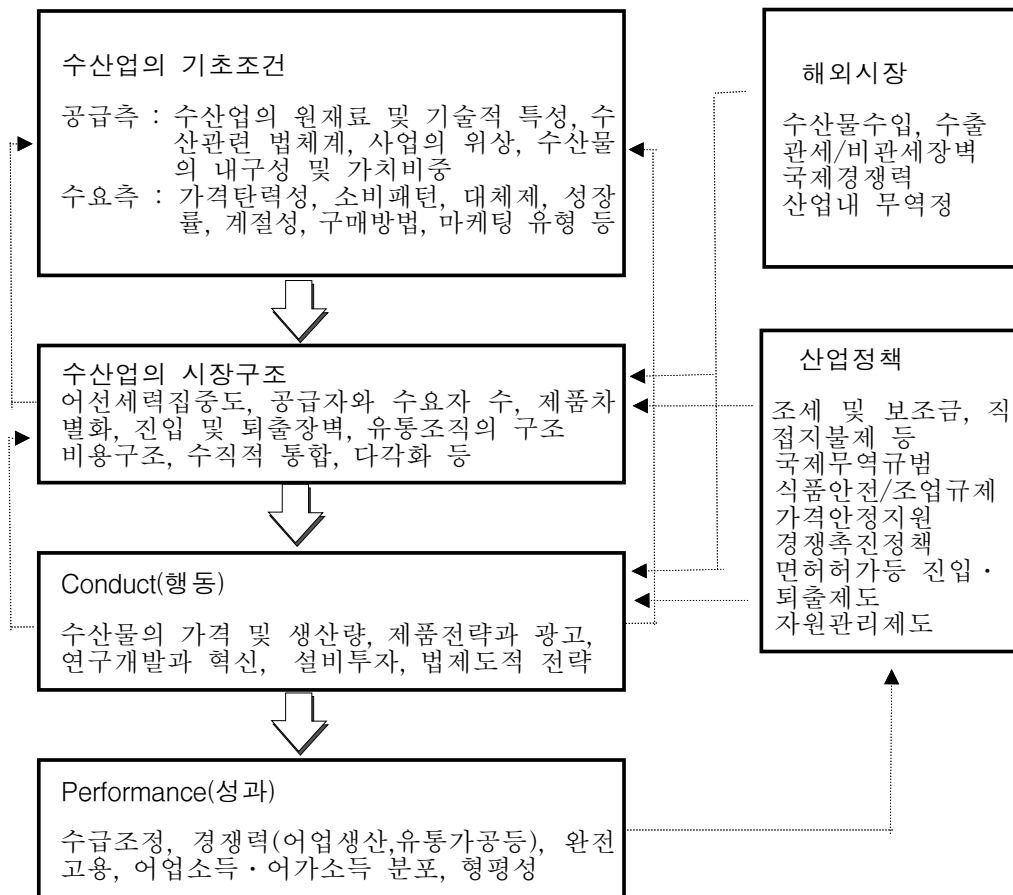 수산업의 기초조건
공급측 : 수산업의 원재료 및 기술적 특성, 수
산관련 법체계, 사업의 위상, 수산물
의 내구성 및 가치비중
수요측 : 가격탄력성, 소비패턴, 대체제, 성장
률, 계절성, 구매방법, 마케팅 유형 등
해외시장
수산물수입, 수출
관세/비관세장벽
국제경쟁력
산업내 무역정
수산업의 시장구조
어선세력집중도, 공급자와 수요자 수, 제품차
별화, 진입 및 퇴출장벽, 유통조직의 구조
비용구조, 수직적 통합, 다각화 등
산업정책
조세 및 보조금, 직
접지불제 등
국제무역규범
식품안전/조업규제
가격안정지원
경쟁촉진정책
면허허가등 진입·
퇴출제도
자원관리제도
Conduct(행동)
수산물의 가격 및 생산량, 제품전략과 광고,
연구개발과 혁신, 설비투자, 법제도적 전략
Performance(성과)
수급조정, 경쟁력(어업생산,유통가공등), 완전
고용, 어업소득·어가소득 분포, 형평성